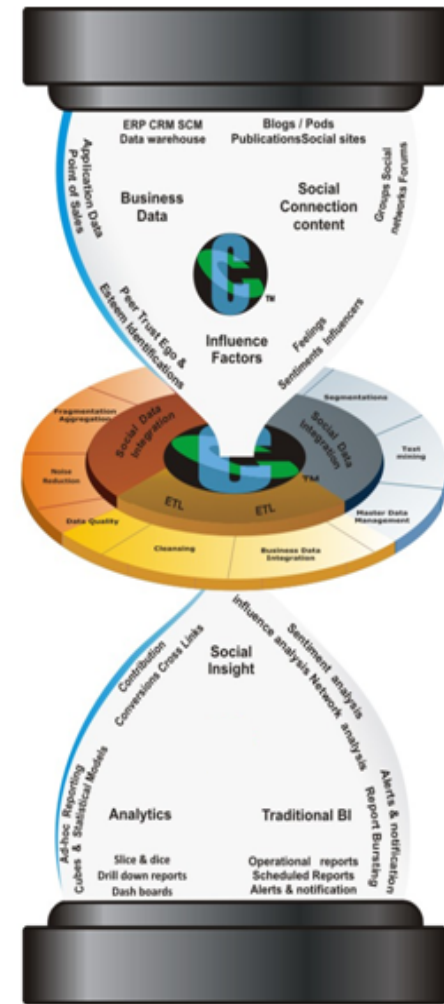 ERP CRM SCM
Data warehouse
Blogs / Pods
PublicationsSocial sites
Application Data
Point of Sales
Business
Data
Social
Connection
content
Groups Social
networks Forums
C
TM
Peer Trust Ego &
Esteem Identifications
Influence
Factors
Feelings
Sentiments Influencers
Fragmentation
Aggregation
Social Data
Integration
Social Data
Integration
Segmentations
Text
mining
Noise
Reduction
C
TM
Data Quality
ETL
ETL
Master Data
Management
Cleansing
Business Data
Integration
Contribution
Conversions Cross Links
Social
Insight
Sentiment analysis
influence analysis Network analysis
Ad-hoc Reporting
Cubes & Statistical Models
Analytics
Traditional BI
Alerts & notification
Report Bursting
Slice & dice
Drill down reports
Dash boards
Operational reports
Scheduled Reports
Alerts & notification